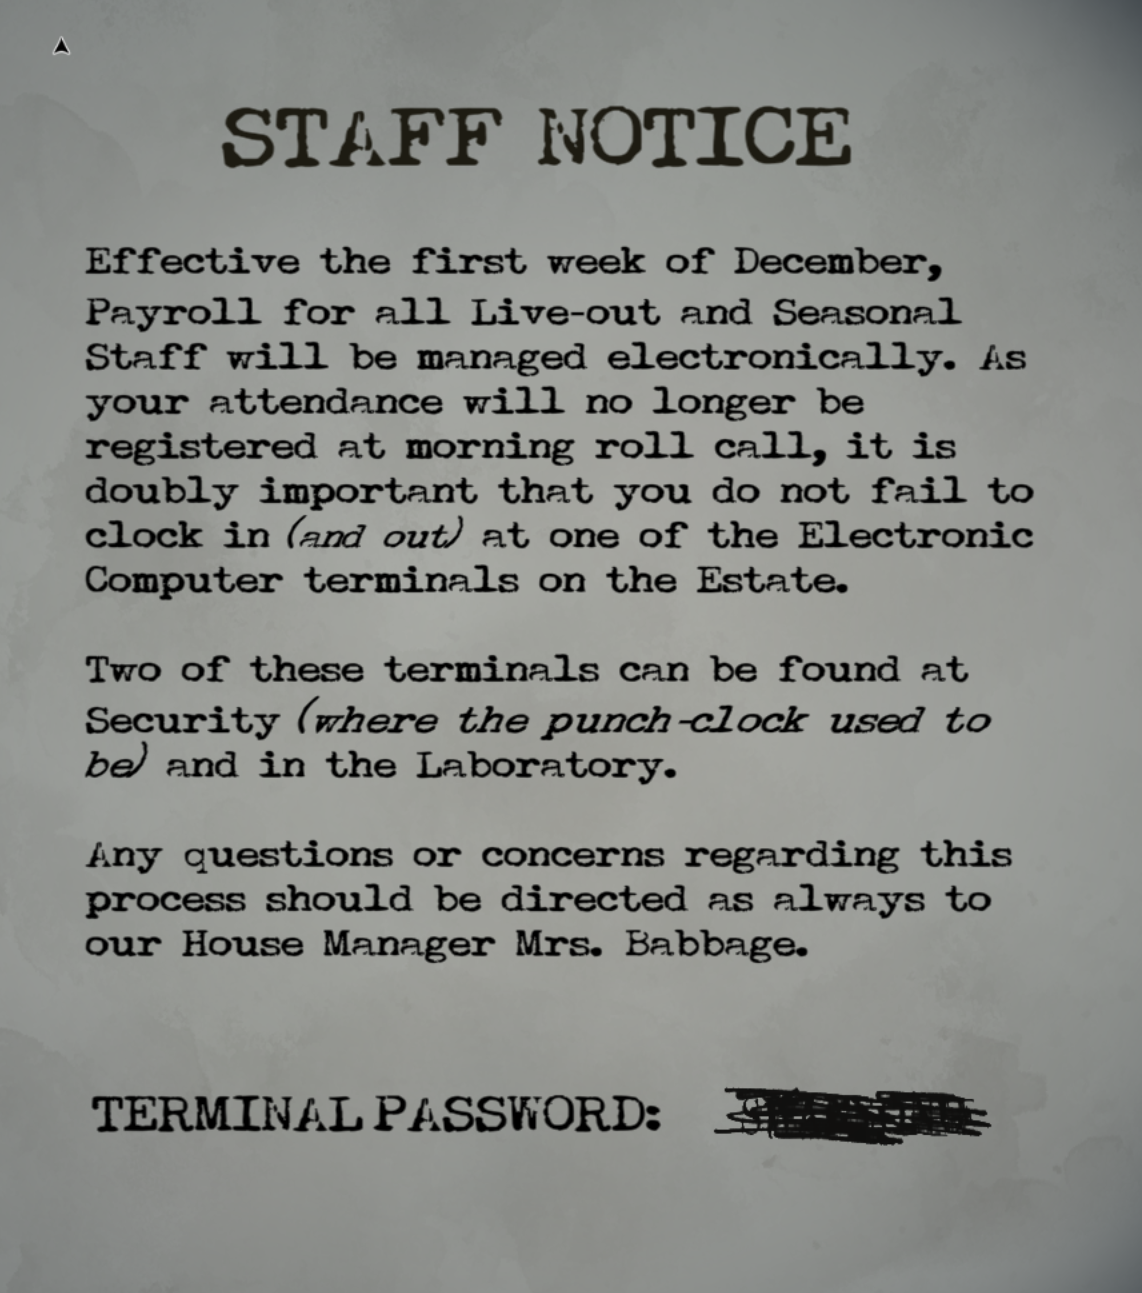 STAFF NOTICE
Effective the first week of December,
Payroll for all Live-out and Seasonal
Staff will be managed electronically. As
your attendance will no longer be
registered at morning roll call, it is
doubly important that you do not fail to
clock in (and out) at one of the Electronic
Computer terminals on the Estate.
Two of these terminals can be found at
Security (where the punch-clock used to
be) and in the Laboratory.
Any questions or concerns regarding this
process should be directed as always to
our House Manager Mrs. Babbage.
TERMINAL PASSWORD: